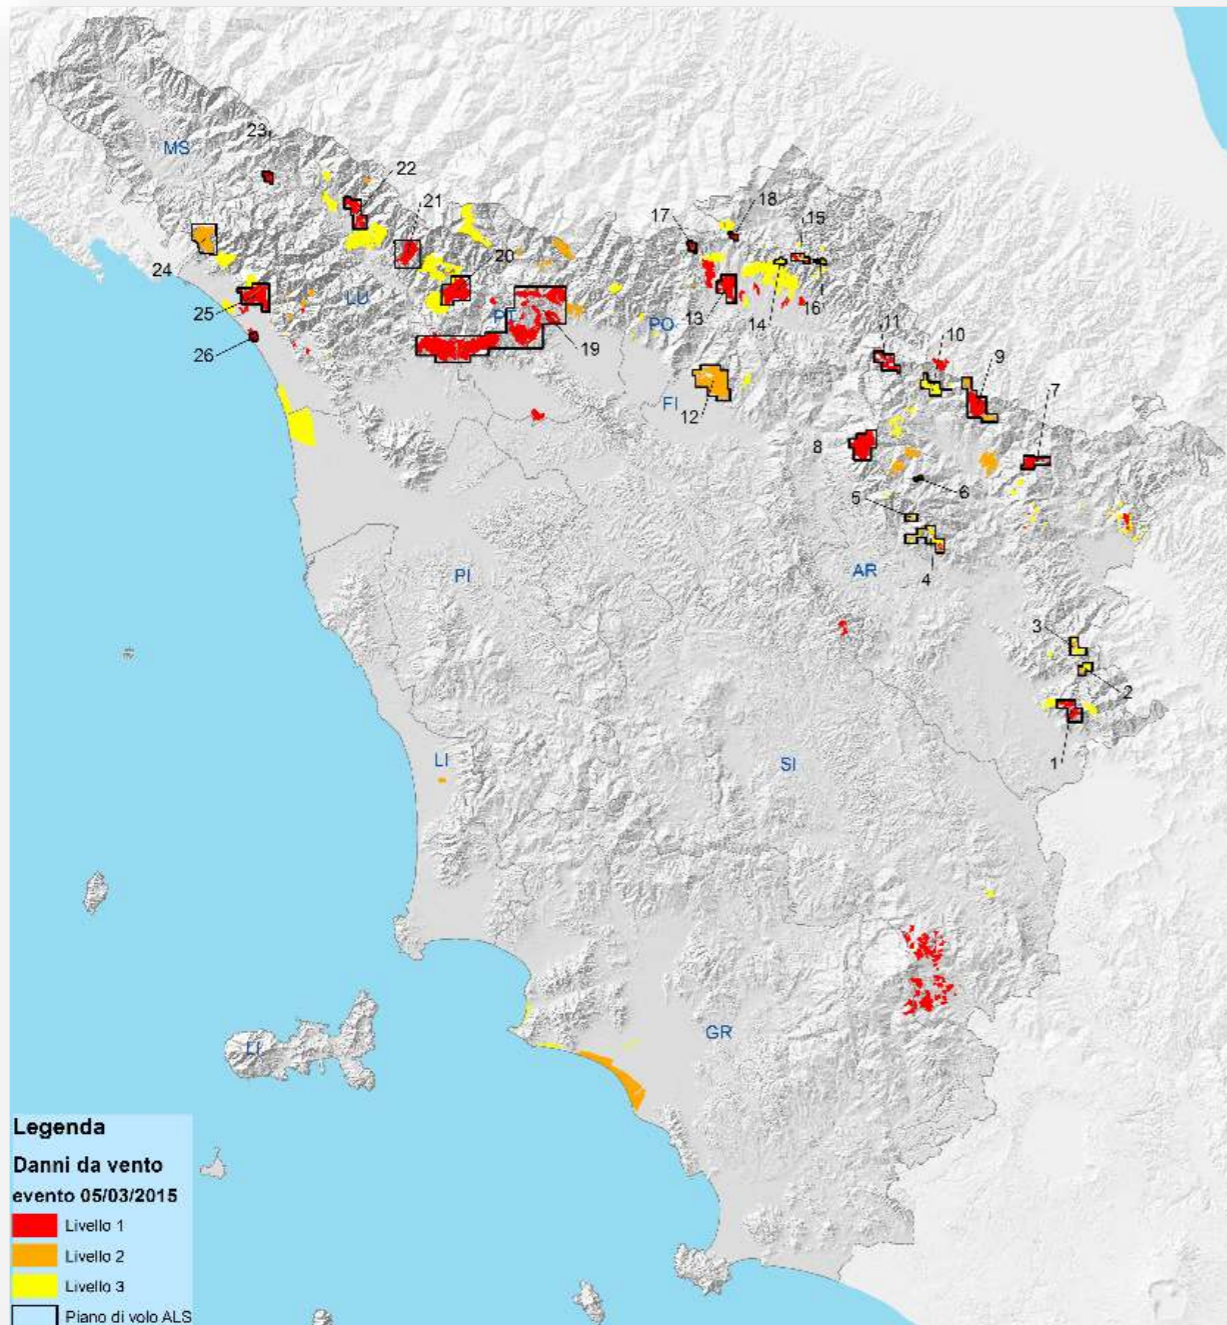 23
MS
22
21
18
15
17
20
24
LU
25
PT
19
PO
13
14
16
26
11
10
9
7
12
FI
8
6
5
4
AR
PI
3
2
1
LI
SI
GR
LI
Legenda
Danni da vento
evento 05/03/2015
Livello 1
Livello 2
Livello 3
Piano di volo ALS